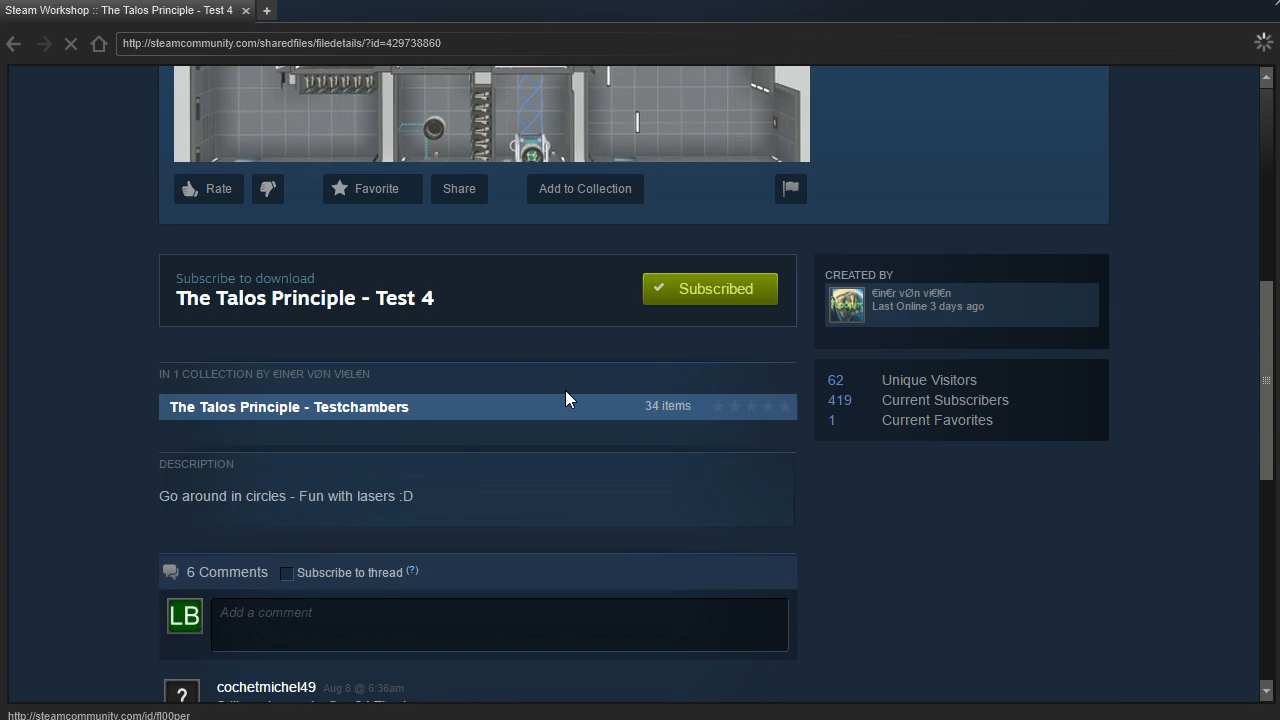 Steam Workshop :: The Talos Principle - Test 4
http://steamcommunity.com/sharedfiles/filedetails/?id=429738860
Rate
Favorite
Share
Add to Collection
Subscribe to download
The Talos Principle - Test 4
Subscribed
CREATED BY
€in€r vØn vi€l€n
Last Online 3 days ago
62 Unique Visitors
419 Current Subscribers
1 Current Favorites
IN 1 COLLECTION BY €IN€R VØN VI€L€N
The Talos Principle - Testchambers
34 items
DESCRIPTION
Go around in circles - Fun with lasers :D
6 Comments
Subscribe to thread (?)
LB
Add a comment
?
cochetmichel49 Aug 8 @ 6:36am
http://steamcommunity.com/id/fl00per